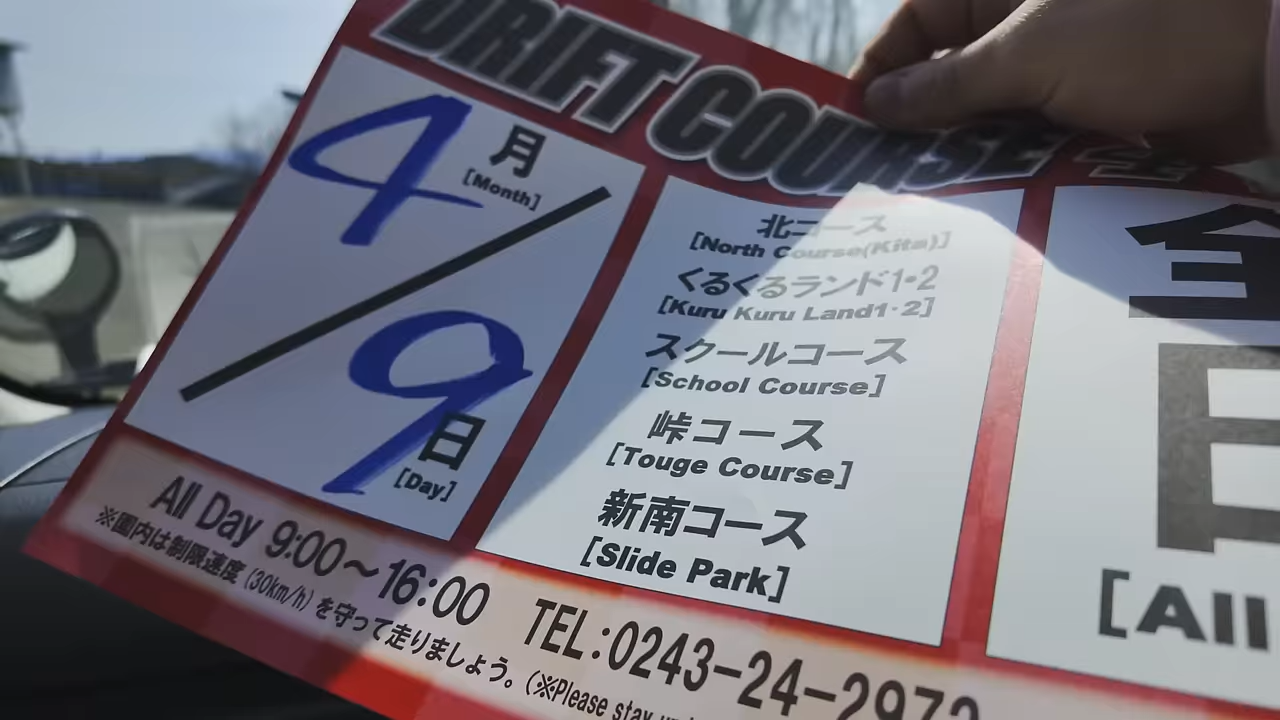 DRIFT COURSE
4
月
[Month]
9
日
[Day]
北コース
[North Course(Kita)]
くるくるランド1・2
[Kuru Kuru Land1・2]
スクールコース
[School Course]
峠コース
[Touge Course]
新南コース
[Slide Park]
全
日
[All
All Day 9:00〜16:00
TEL:0243-24-2972
※園内は制限速度(30km/h)を守って走りましょう。(※Please stay